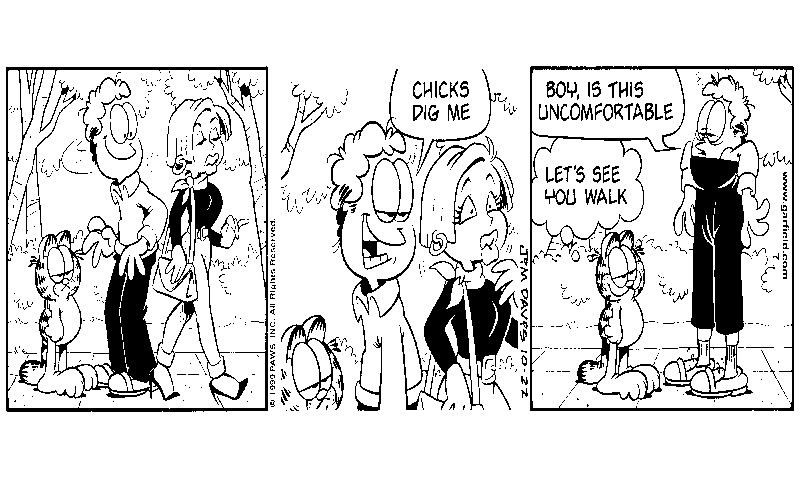 © 1999 PAWS, INC. All Rights Reserved.
CHICKS
DIG ME
JIM DAVIS 10-22
BOY, IS THIS
UNCOMFORTABLE
LET'S SEE
YOU WALK
www.garfield.com